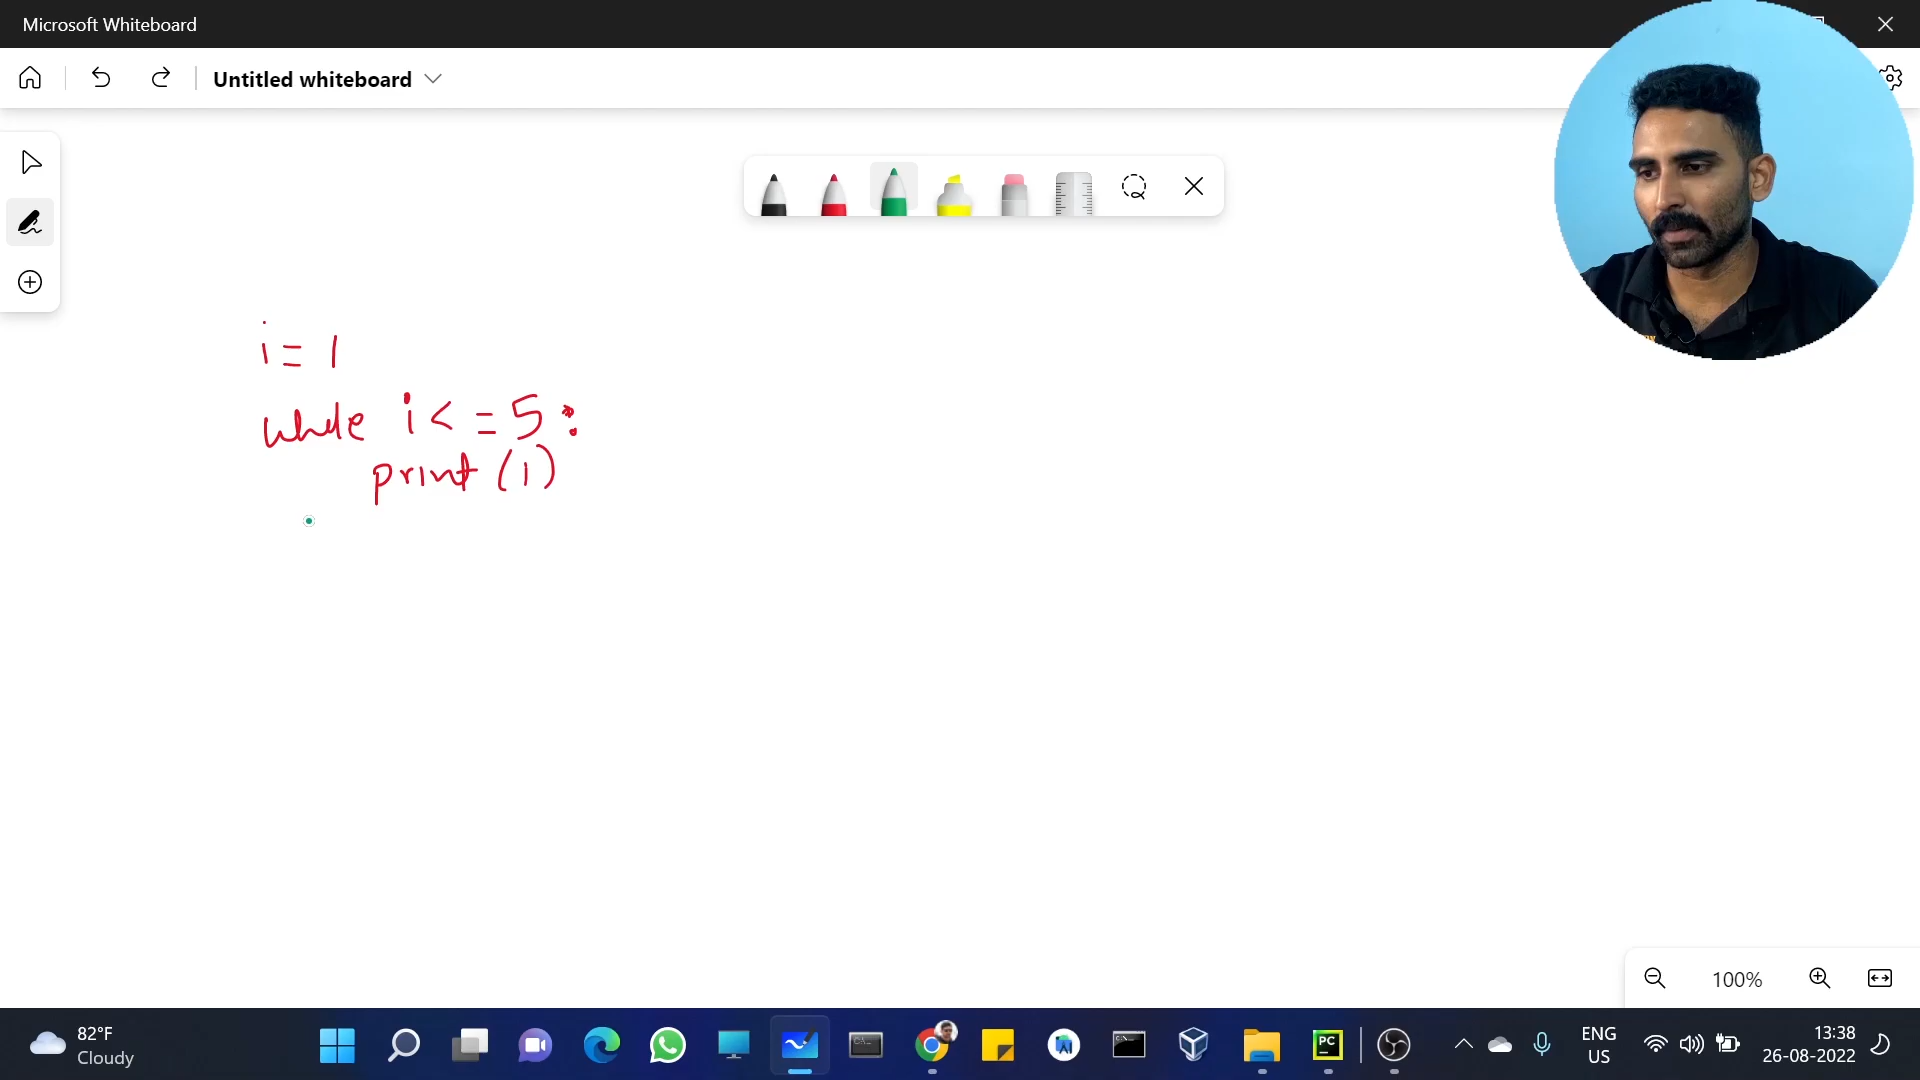 Microsoft Whiteboard
Untitled whiteboard
i = 1
while i <= 5:
print (1)
100%
82°F
Cloudy
PC
ENG
US
13:38
26-08-2022